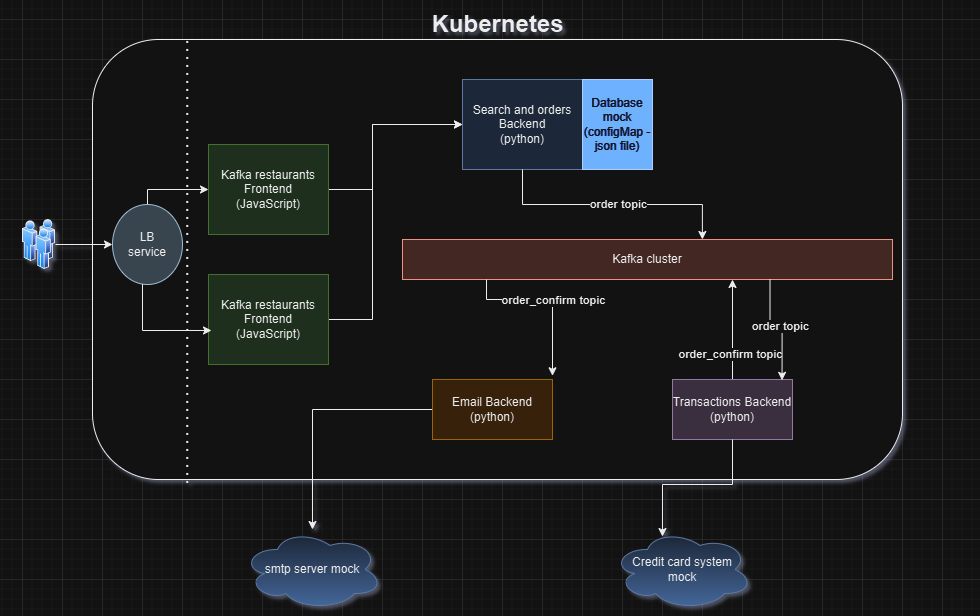 Kubernetes
Search and orders
Backend
(python)
Database
mock
(configMap -
json file)
Kafka restaurants
Frontend
(JavaScript)
LB
service
order topic
Kafka cluster
Kafka restaurants
Frontend
(JavaScript)
order_confirm topic
order topic
order_confirm topic
Email Backend
(python)
Transactions Backend
(python)
smtp server mock
Credit card system
mock